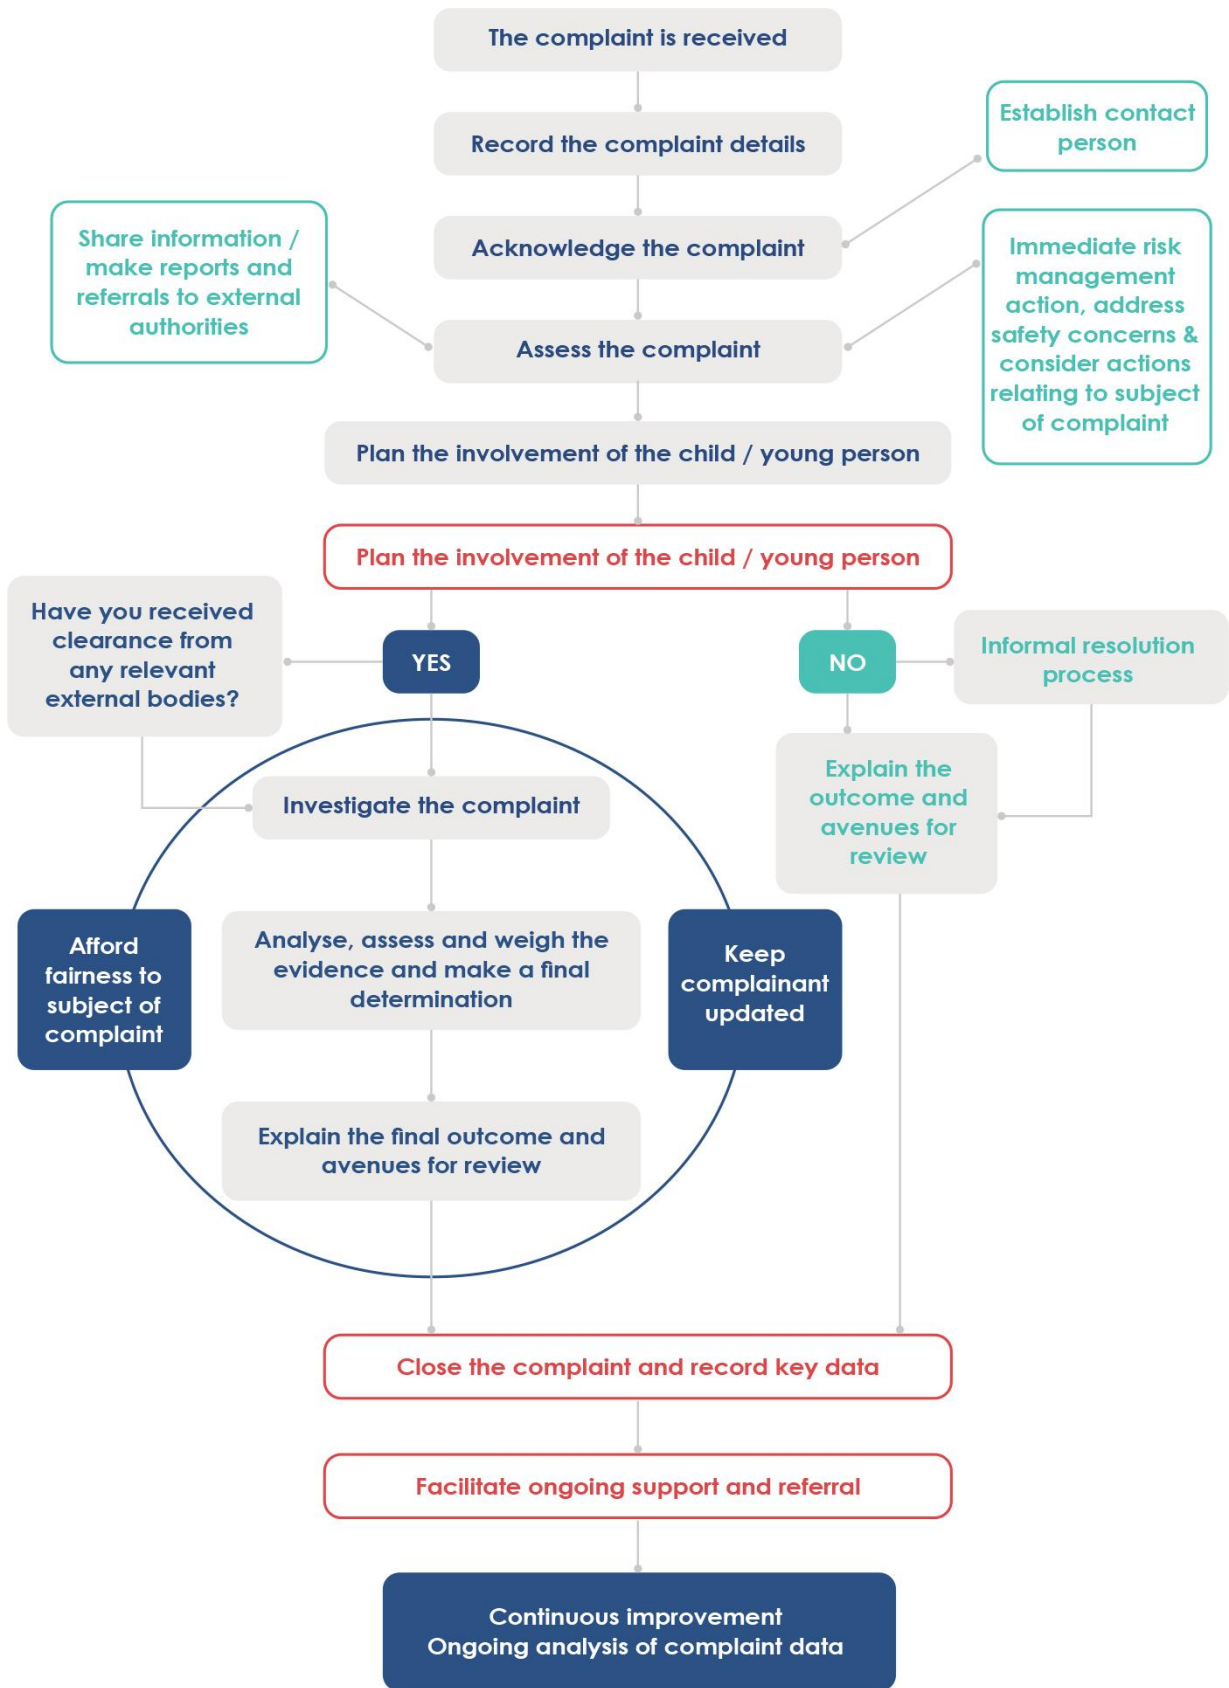 The complaint is received
Record the complaint details
Establish contact
person
Acknowledge the complaint
Share information /
make reports and
referrals to external
authorities
Immediate risk
management
action, address
safety concerns &
consider actions
relating to subject
of complaint
Assess the complaint
Plan the involvement of the child / young person
Plan the involvement of the child / young person
Have you received
clearance from
any relevant
external bodies?
YES
NO
Informal resolution
process
Explain the
outcome and
avenues for
review
Investigate the complaint
Afford
fairness to
subject of
complaint
Analyse, assess and weigh the
evidence and make a final
determination
Keep
complainant
updated
Explain the final outcome and
avenues for review
Close the complaint and record key data
Facilitate ongoing support and referral
Continuous improvement
Ongoing analysis of complaint data